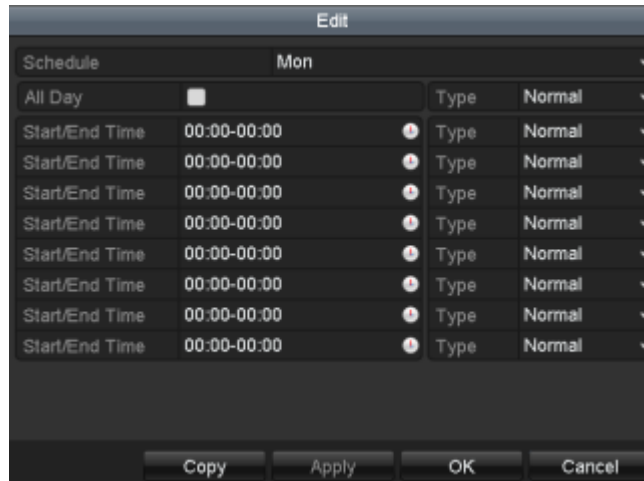 Edit
Schedule Mon
All Day Type Normal
Start/End Time 00:00-00:00 Type Normal
Start/End Time 00:00-00:00 Type Normal
Start/End Time 00:00-00:00 Type Normal
Start/End Time 00:00-00:00 Type Normal
Start/End Time 00:00-00:00 Type Normal
Start/End Time 00:00-00:00 Type Normal
Start/End Time 00:00-00:00 Type Normal
Start/End Time 00:00-00:00 Type Normal
Copy Apply OK Cancel